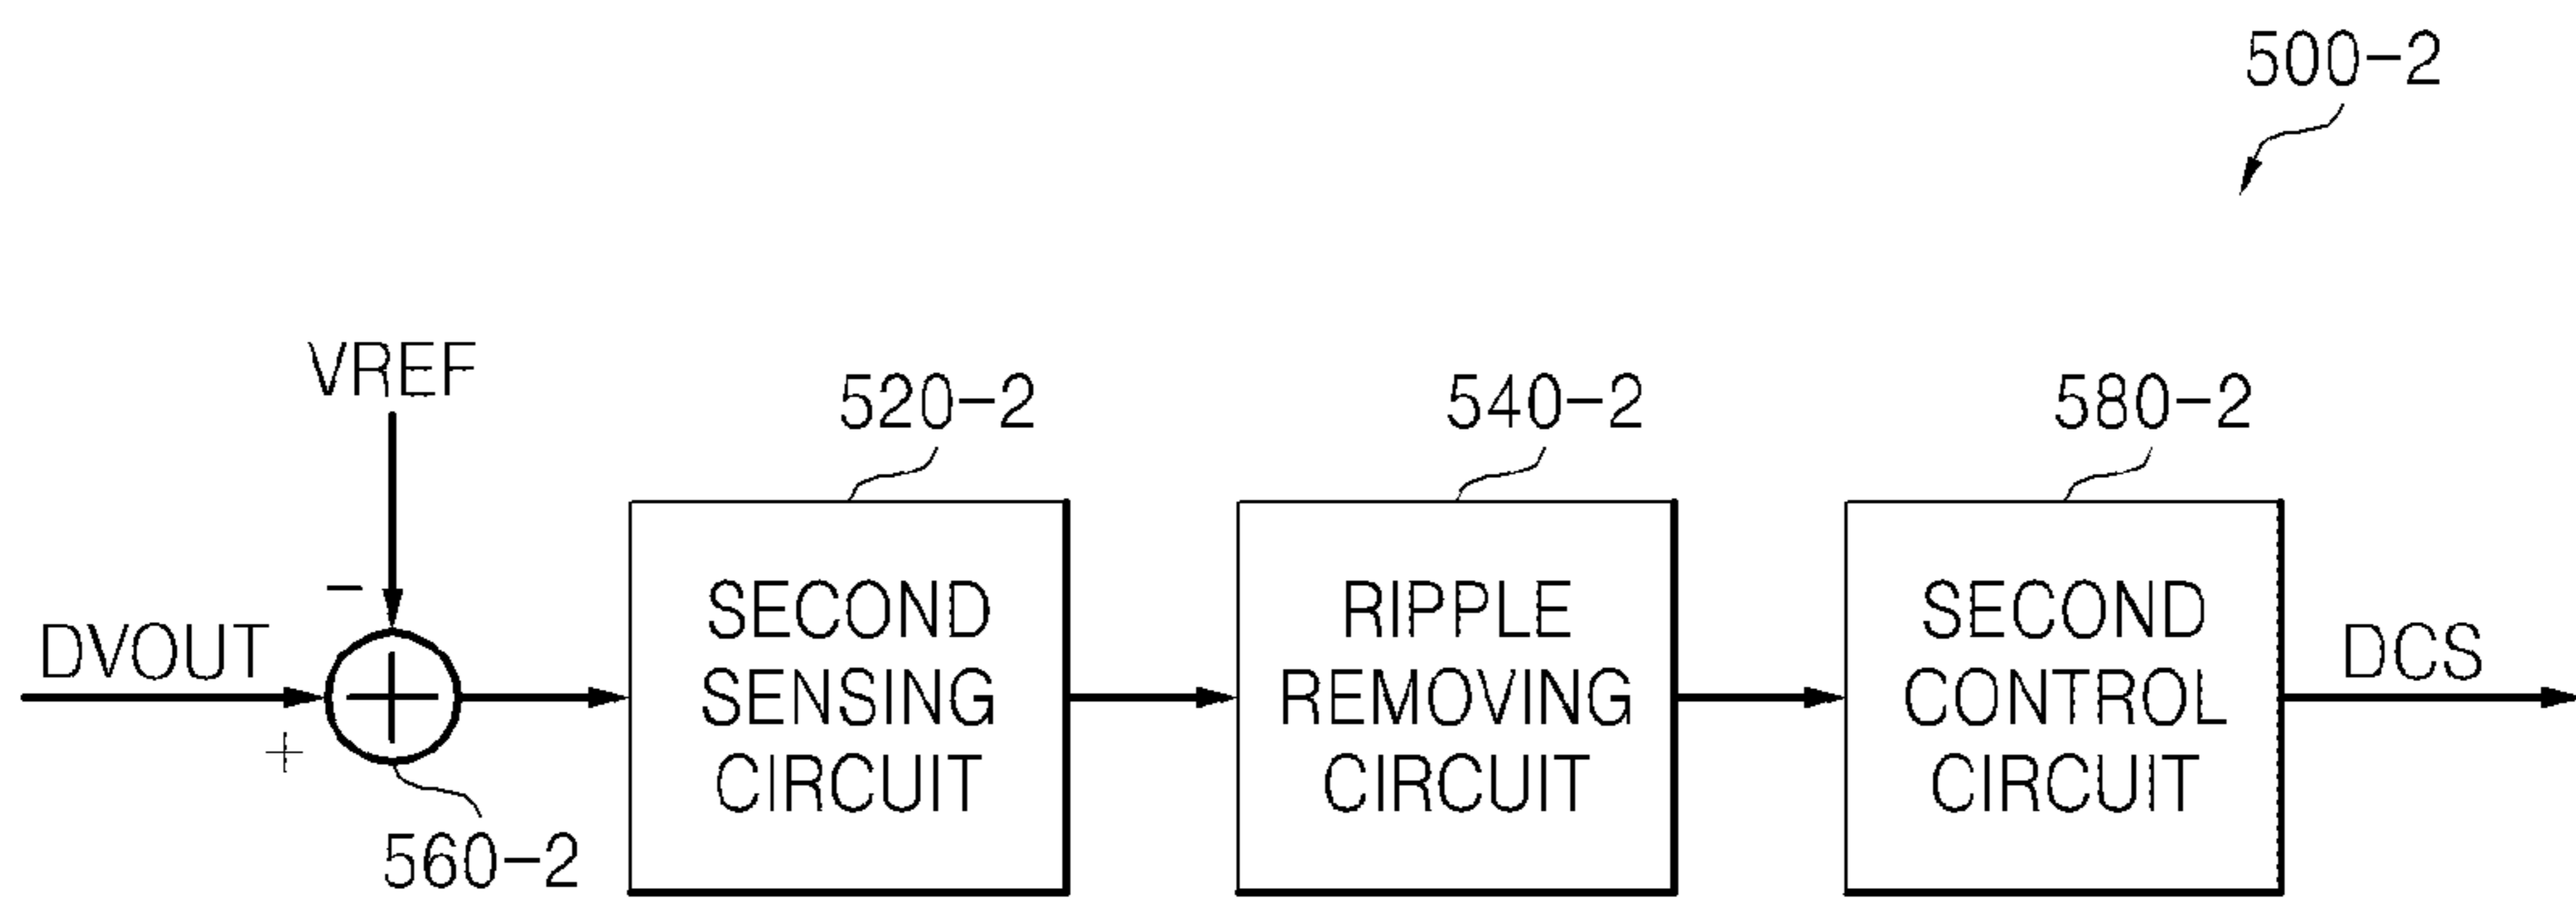 500-2
VREF
520-2
540-2
580-2
−
DVOUT
+
SECOND
SENSING
CIRCUIT
RIPPLE
REMOVING
CIRCUIT
SECOND
CONTROL
CIRCUIT
DCS
560-2